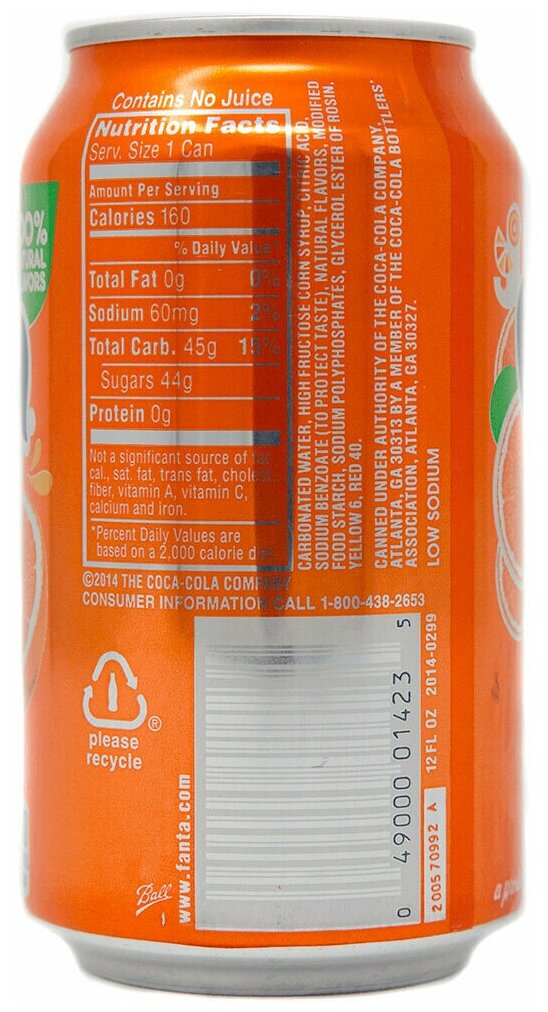 Contains No Juice
Nutrition Facts
Serv. Size 1 Can
Amount Per Serving
Calories 160
% Daily Value*
Total Fat 0g 0%
Sodium 60mg 2%
Total Carb. 45g 15%
Sugars 44g
Protein 0g
Not a significant source of fat
cal., sat. fat, trans fat, cholest.
fiber, vitamin A, vitamin C,
calcium and iron.
*Percent Daily Values are
based on a 2,000 calorie diet.
©2014 THE COCA-COLA COMPANY
CONSUMER INFORMATION CALL 1-800-438-2653
CARBONATED WATER, HIGH FRUCTOSE CORN SYRUP, CITRIC ACID,
SODIUM BENZOATE (TO PROTECT TASTE), NATURAL FLAVORS, MODIFIED
FOOD STARCH, SODIUM POLYPHOSPHATES, GLYCEROL ESTER OF ROSIN,
YELLOW 6, RED 40.
CANNED UNDER AUTHORITY OF THE COCA-COLA COMPANY,
ATLANTA, GA 30313 BY A MEMBER OF THE COCA-COLA BOTTLERS'
ASSOCIATION, ATLANTA, GA 30327.
LOW SODIUM
please
recycle
®
Ball
1
www.fanta.com
0 49000 01423 5
12 FL OZ 2014-0299
20057 0992 A